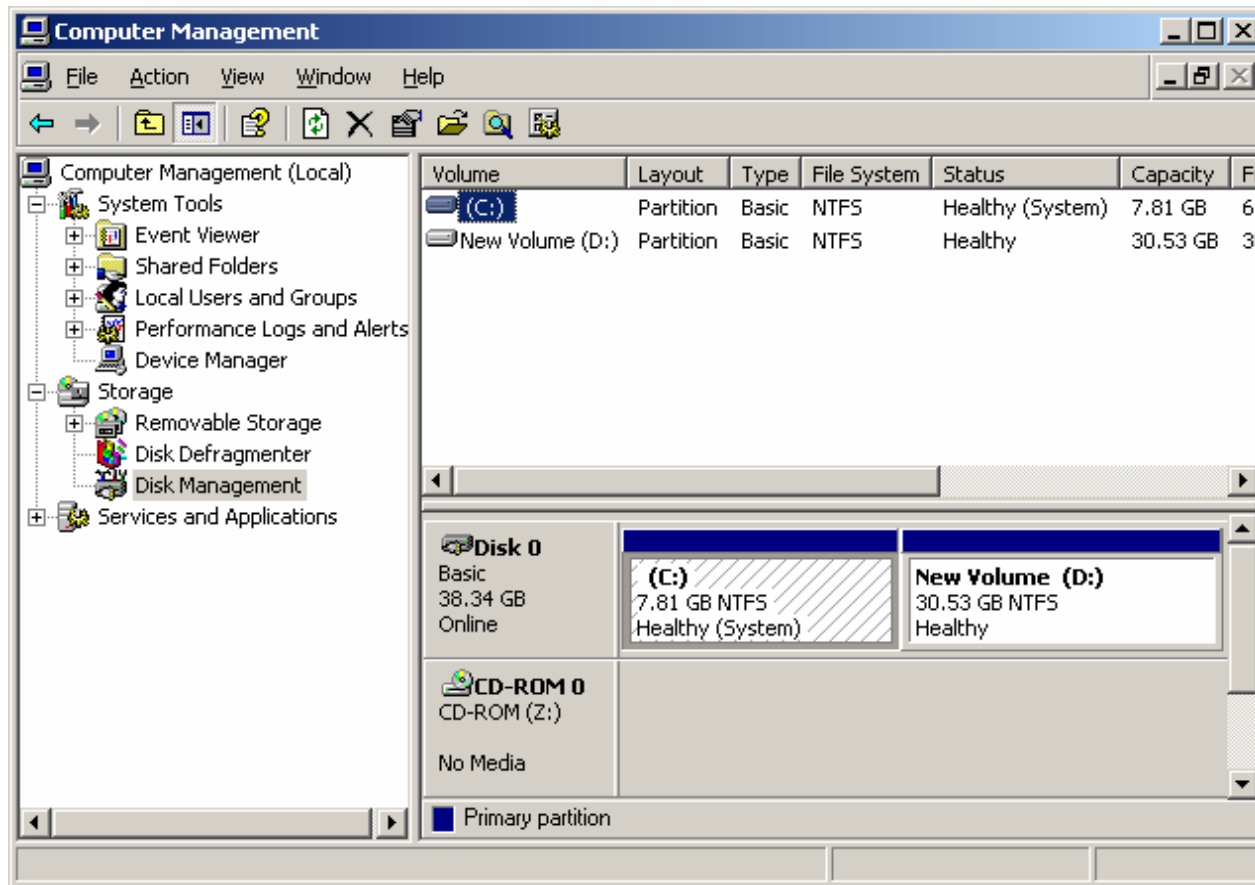 Computer Management
File Action View Window Help
Computer Management (Local)
System Tools
Event Viewer
Shared Folders
Local Users and Groups
Performance Logs and Alerts
Device Manager
Storage
Removable Storage
Disk Defragmenter
Disk Management
Services and Applications
Volume Layout Type File System Status Capacity F
(C:) Partition Basic NTFS Healthy (System) 7.81 GB 6
New Volume (D:) Partition Basic NTFS Healthy 30.53 GB 3
Disk 0
Basic
38.34 GB
Online
(C:)
7.81 GB NTFS
Healthy (System)
New Volume (D:)
30.53 GB NTFS
Healthy
CD-ROM 0
CD-ROM (Z:)
No Media
Primary partition